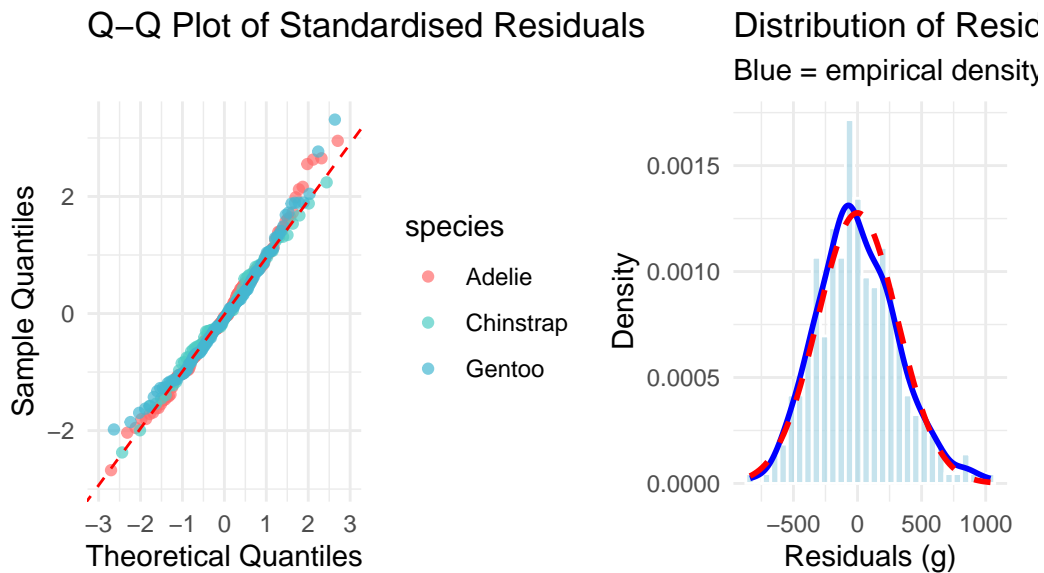 Q−Q Plot of Standardised Residuals
Sample Quantiles
2
0
−2
−3 −2 −1 0 1 2 3
Theoretical Quantiles
species
Adelie
Chinstrap
Gentoo
Distribution of Resid
Blue = empirical density
Density
0.0015
0.0010
0.0005
0.0000
−500 0 500 1000
Residuals (g)